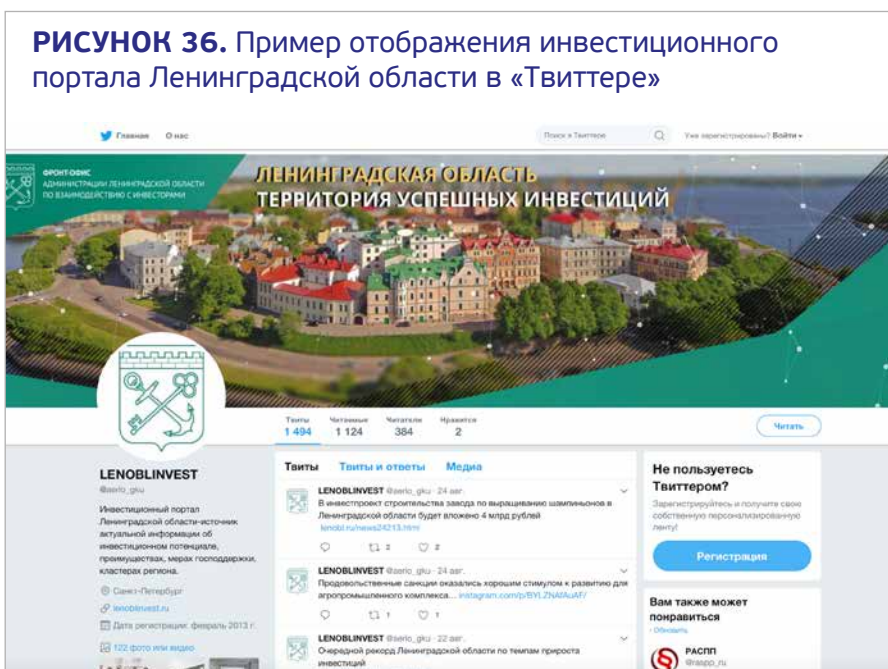 РИСУНОК 36. Пример отображения инвестиционного
портала Ленинградской области в «Твиттере»
Главная О нас
Поиск в Твиттере
Уже зарегистрированы? Войти
ФРОНТ-ОФИС
АДМИНИСТРАЦИИ ЛЕНИНГРАДСКОЙ ОБЛАСТИ
ПО ВЗАИМОДЕЙСТВИЮ С ИНВЕСТОРАМИ
ЛЕНИНГРАДСКАЯ ОБЛАСТЬ
ТЕРРИТОРИЯ УСПЕШНЫХ ИНВЕСТИЦИЙ
Твиты Читаемые Читатели Нравится
1 494 1 124 384 2
Читать
LENOBLINVEST
@aerio_gku
Инвестиционный портал
Ленинградской области-источник
актуальной информации об
инвестиционном потенциале,
преимуществах, мерах господдержки,
кластерах региона.
Санкт-Петербург
lenoblinvest.ru
Дата регистрации: февраль 2013 г.
122 фото или видео
Твиты Твиты и ответы Медиа
LENOBLINVEST @aerio_gku · 24 авг.
В инвестпроект строительства завода по выращиванию шампиньонов в
Ленинградской области будет вложено 4 млрд рублей
lenobl.ru/news24213.html
2 2
LENOBLINVEST @aerio_gku · 24 авг.
Продовольственные санкции оказались хорошим стимулом к развитию для
агропромышленного комплекса...
1 1
LENOBLINVEST @aerio_gku · 22 авг.
Очередной рекорд Ленинградской области по темпам прироста
инвестиций
Не пользуетесь
Твиттером?
Зарегистрируйтесь и получите свою
собственную персонализированную
ленту!
Регистрация
Вам также может
понравиться
Обновить
РАСПП
@raspp_ru